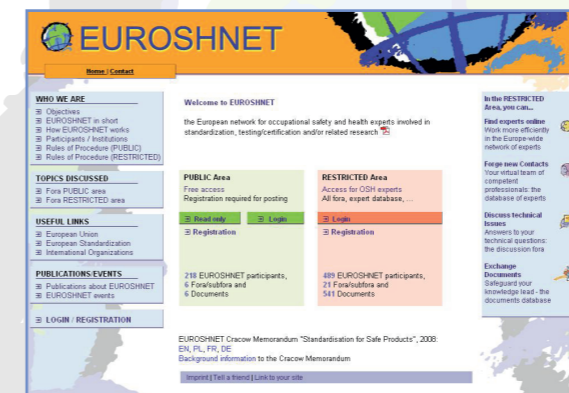 EUROSHNET
Home | Contact
WHO WE ARE
Objectives
EUROSHNET in short
How EUROSHNET works
Participants / Institutions
Rules of Procedure (PUBLIC)
Rules of Procedure (RESTRICTED)
TOPICS DISCUSSED
Fora PUBLIC area
Fora RESTRICTED area
USEFUL LINKS
European Union
European Standardization
International Organizations
PUBLICATIONS/EVENTS
Publications about EUROSHNET
EUROSHNET events
LOGIN / REGISTRATION
Welcome to EUROSHNET
the European network for occupational
safety and health experts involved in
standardization, testing/certification and/or related research
PUBLIC Area
Free access
Registration required for posting
Read only
Login
Registration
218 EUROSHNET participants,
6 Fora/subfora and
6 Documents
RESTRICTED Area
Access for OSH experts
All fora, expert database, ...
Login
Registration
489 EUROSHNET participants,
21 Fora/subfora and
541 Documents
EUROSHNET Cracow Memorandum "Standardisation for Safe Products", 2008:
EN, PL, FR, DE
Background information to the Cracow Memorandum
Imprint | Tell a friend | Link to your site
In the RESTRICTED
Area, you can...
Find experts online
Work more efficiently
in the Europe-wide
network of experts
Forge new Contacts
Your virtual team of
competent
professionals: the
database of experts
Discuss technical
Issues
Answers to your
technical questions:
the discussion fora
Exchange
Documents
Safeguard your
knowledge lead - the
documents database